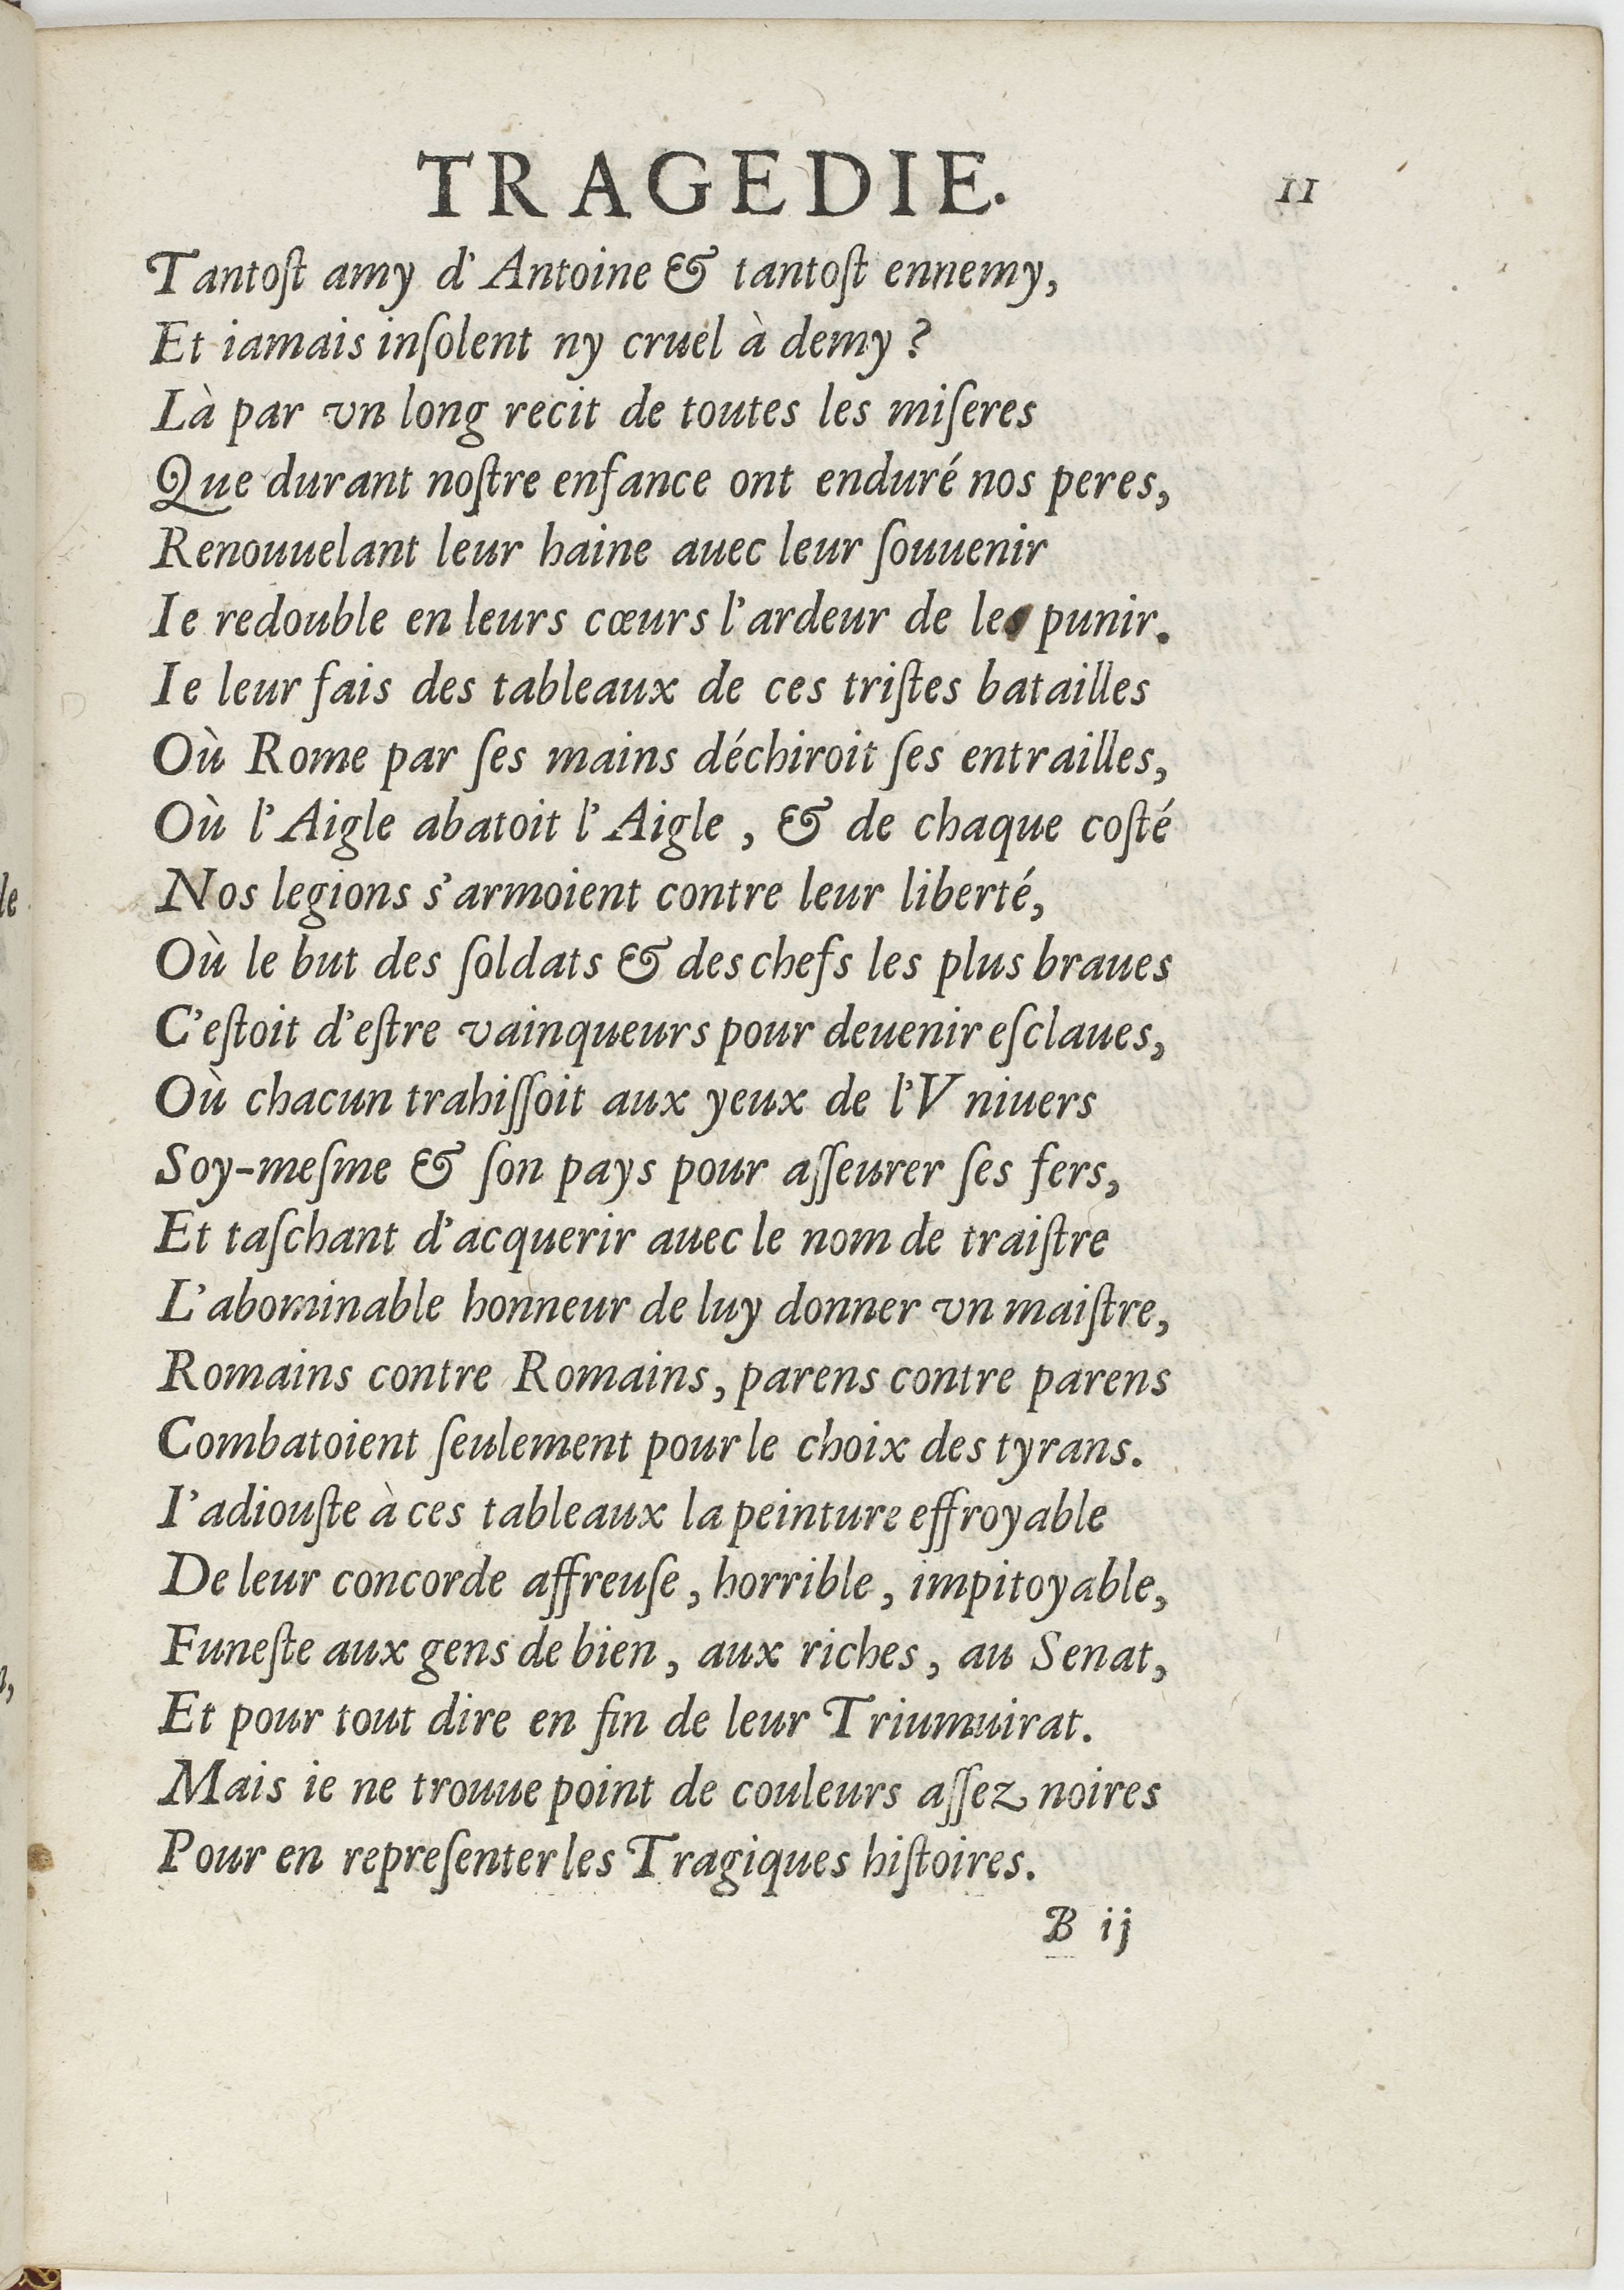 TRAGEDIE. 11
Tantoſt amy d'Antoine & tantoſt ennemy,
Et iamais inſolent ny cruel à demy ?
Là par vn long recit de toutes les miſeres
Que durant noſtre enfance ont enduré nos peres,
Renouuelant leur haine auec leur ſouuenir
Ie redouble en leurs cœurs l'ardeur de les punir.
Ie leur fais des tableaux de ces triſtes batailles
Où Rome par ſes mains déchiroit ſes entrailles,
Où l'Aigle abatoit l'Aigle, & de chaque coſté
Nos legions s'armoient contre leur liberté,
Où le but des ſoldats & des chefs les plus braues
C'eſtoit d'eſtre vainqueurs pour deuenir eſclaues,
Où chacun trahiſſoit aux yeux de l'Vniuers
Soy-meſme & ſon pays pour aſſeurer ſes fers,
Et taſchant d'acquerir auec le nom de traiſtre
L'abominable honneur de luy donner vn maiſtre,
Romains contre Romains, parens contre parens
Combatoient ſeulement pour le choix des tyrans.
I'adiouſte à ces tableaux la peinture effroyable
De leur concorde affreuſe, horrible, impitoyable,
Funeſte aux gens de bien, aux riches, au Senat,
Et pour tout dire en fin de leur Triumuirat.
Mais ie ne trouue point de couleurs aſſez noires
Pour en repreſenter les Tragiques hiſtoires.
B ij